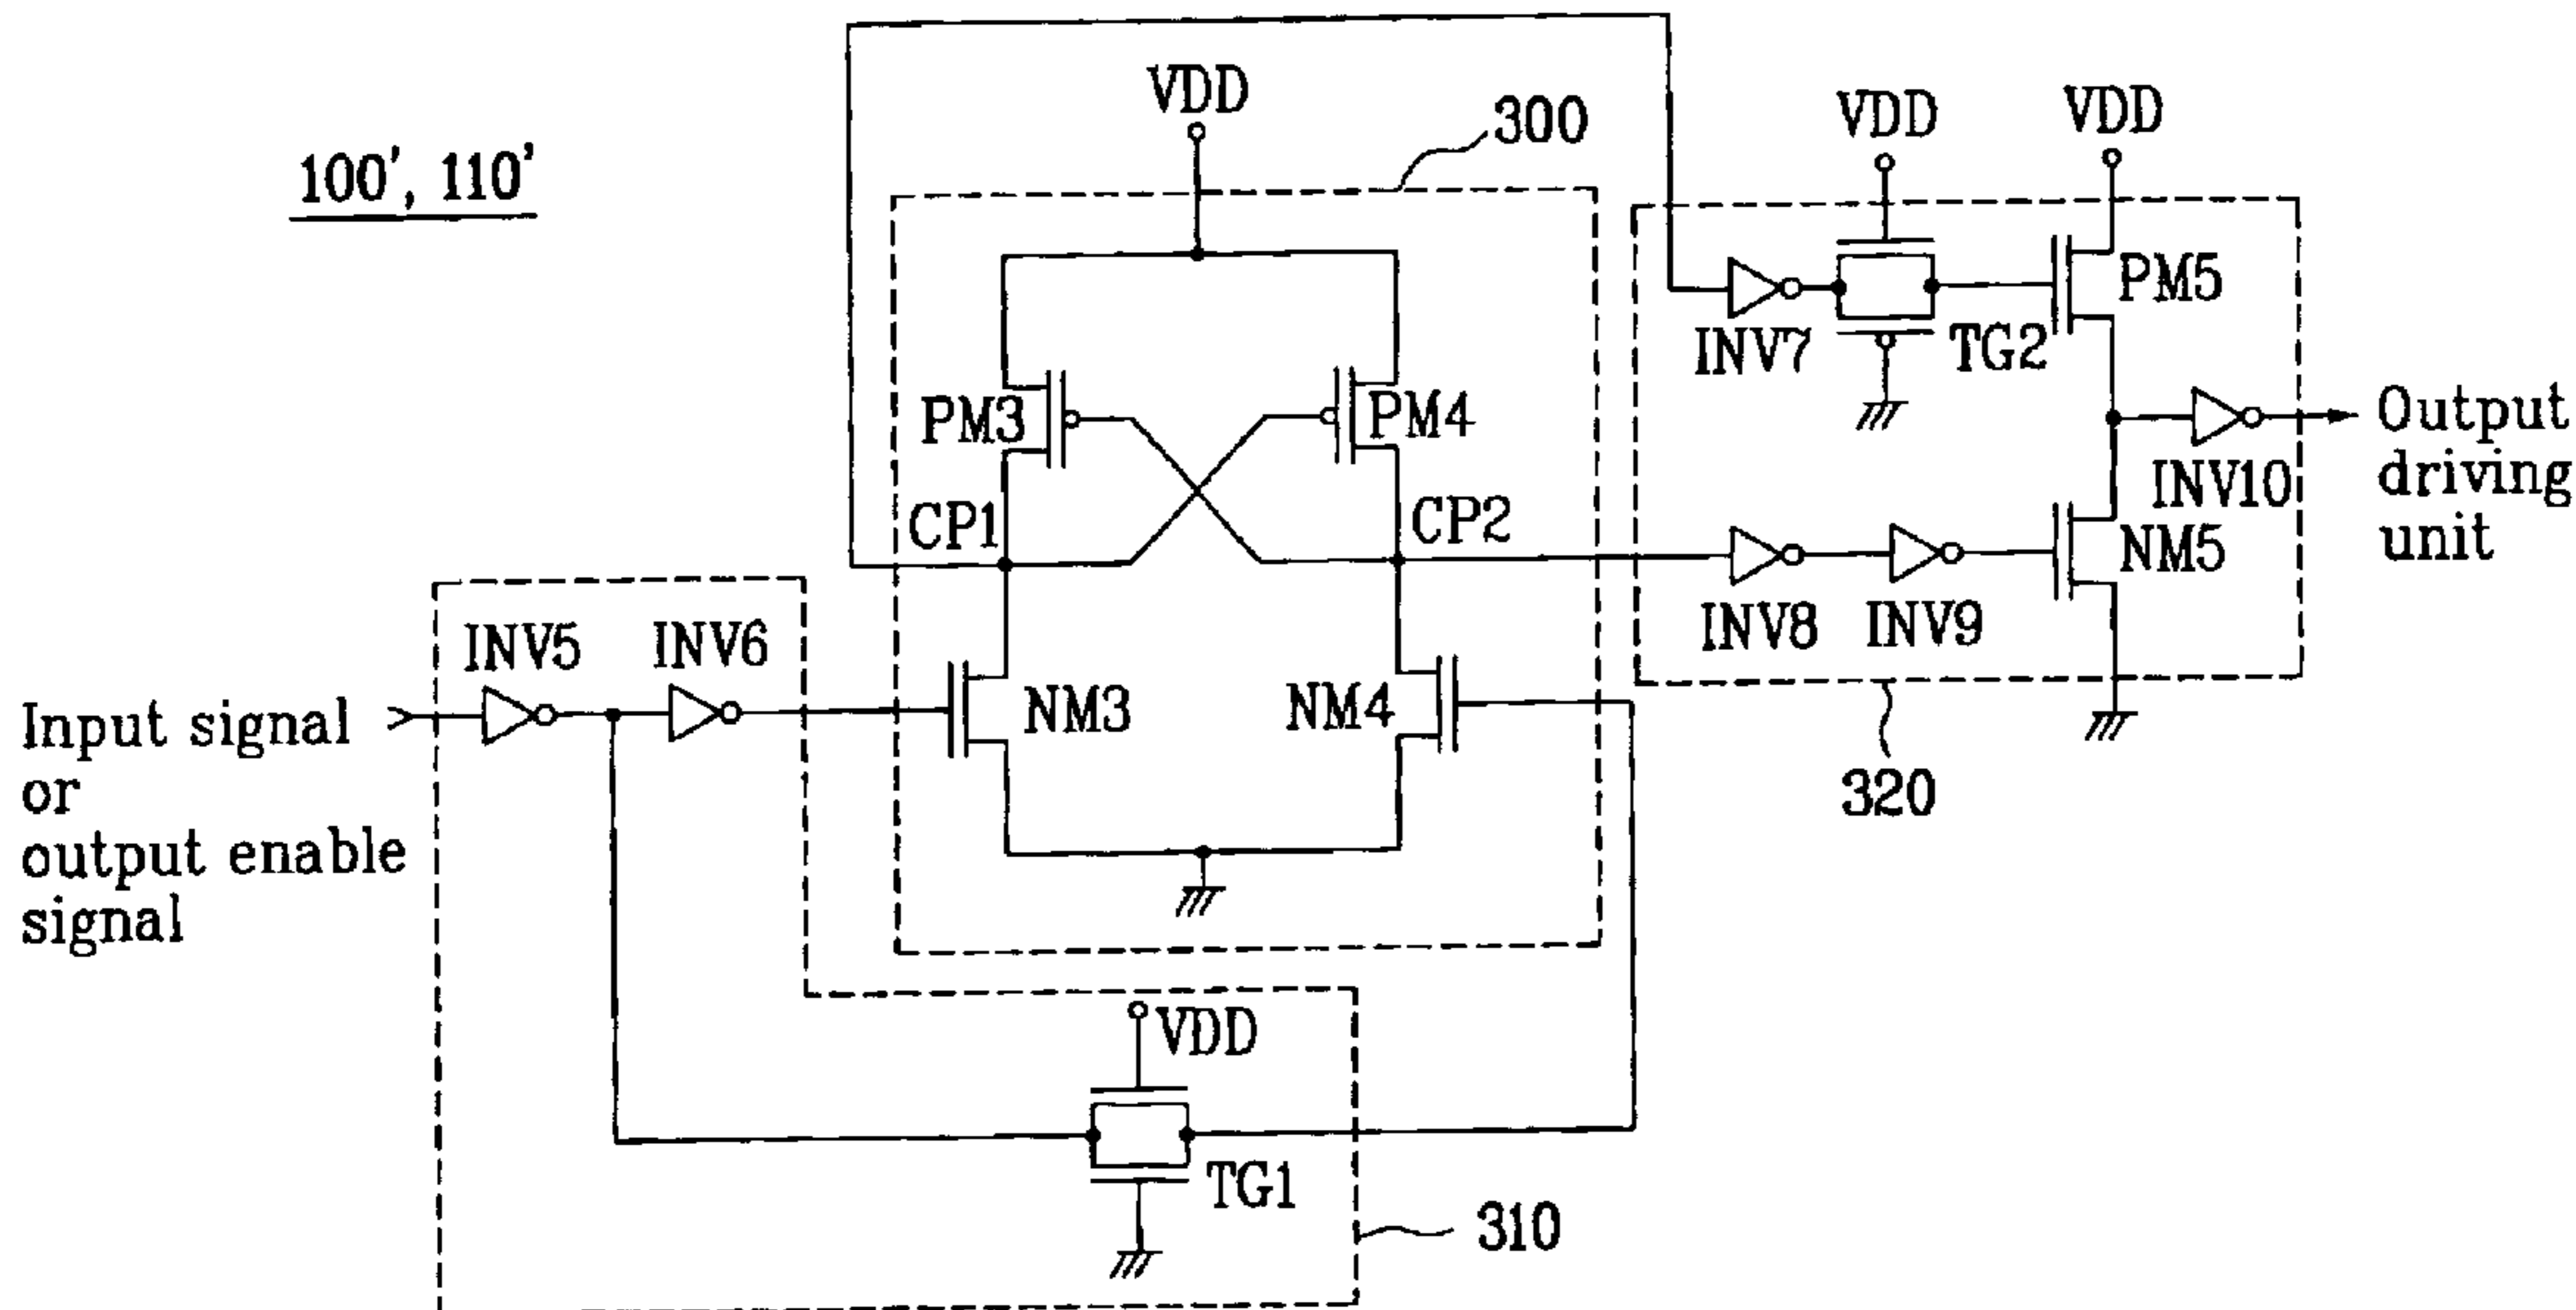 100', 110'
VDD
300
VDD
VDD
PM3
PM4
PM5
INV7
TG2
CP1
CP2
INV10
Output
driving
unit
INV5
INV6
NM3
NM4
INV8
INV9
NM5
Input signal
or
output enable
signal
320
VDD
TG1
310